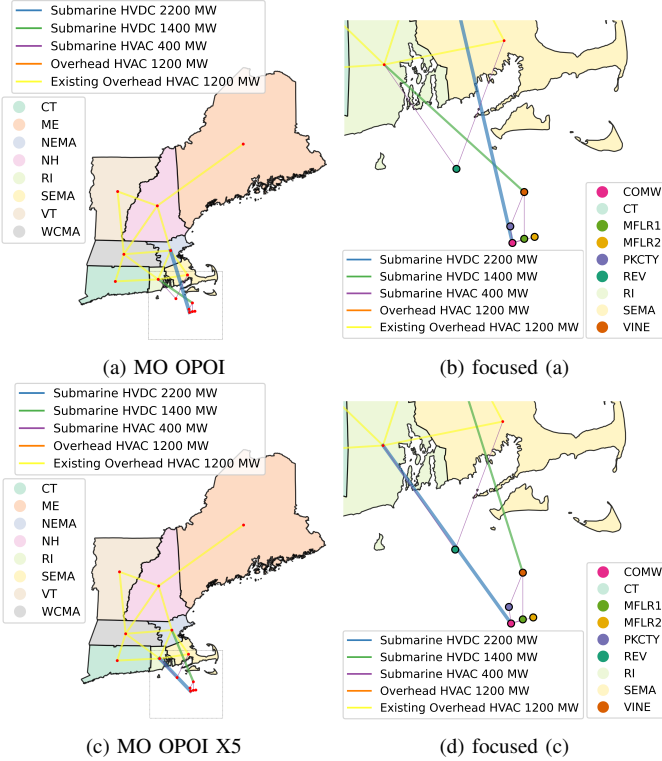 Submarine HVDC 2200 MW
Submarine HVDC 1400 MW
Submarine HVAC 400 MW
Overhead HVAC 1200 MW
Existing Overhead HVAC 1200 MW
CT
ME
NEMA
NH
RI
SEMA
VT
WCMA
(a) MO OPOI
COMW
CT
MFLR1
MFLR2
PKCTY
REV
RI
SEMA
VINE
Submarine HVDC 2200 MW
Submarine HVDC 1400 MW
Submarine HVAC 400 MW
Overhead HVAC 1200 MW
Existing Overhead HVAC 1200 MW
(b) focused (a)
Submarine HVDC 2200 MW
Submarine HVDC 1400 MW
Submarine HVAC 400 MW
Overhead HVAC 1200 MW
Existing Overhead HVAC 1200 MW
CT
ME
NEMA
NH
RI
SEMA
VT
WCMA
(c) MO OPOI X5
COMW
CT
MFLR1
MFLR2
PKCTY
REV
RI
SEMA
VINE
Submarine HVDC 2200 MW
Submarine HVDC 1400 MW
Submarine HVAC 400 MW
Overhead HVAC 1200 MW
Existing Overhead HVAC 1200 MW
(d) focused (c)